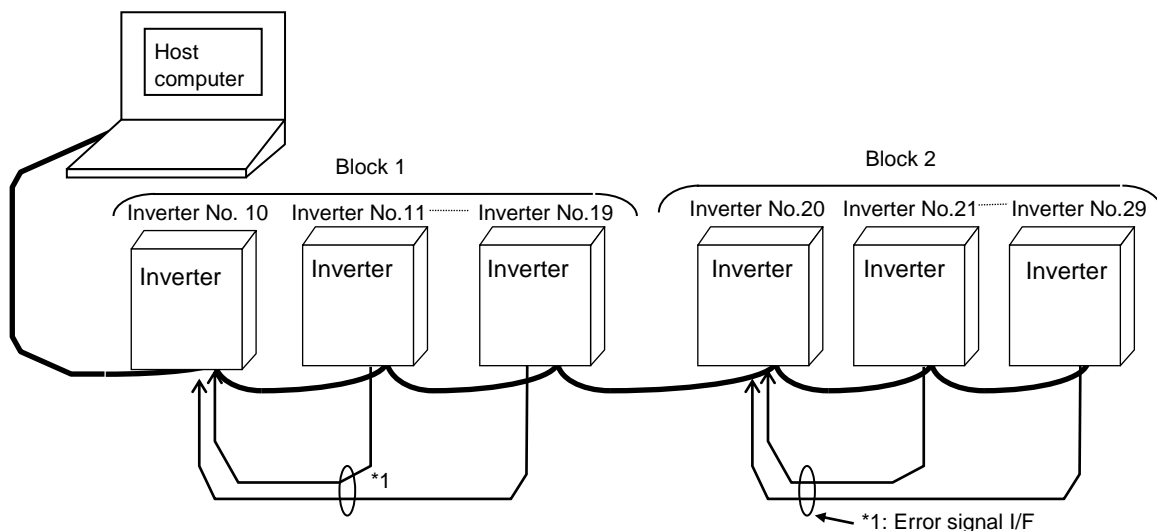 Host
computer
Block 1
Block 2
Inverter No. 10
Inverter No.11
Inverter No.19
Inverter No.20
Inverter No.21
Inverter No.29
Inverter
Inverter
Inverter
Inverter
Inverter
Inverter
*1
*1: Error signal I/F